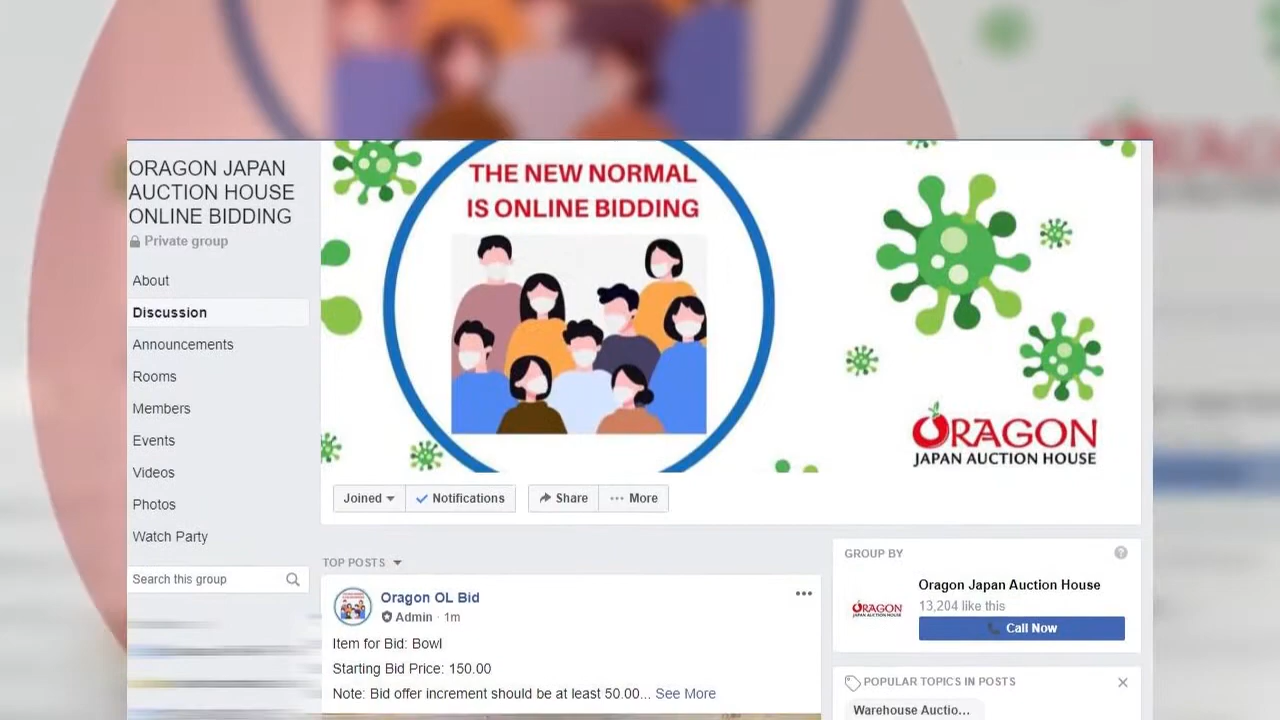 ORAGON JAPAN
AUCTION HOUSE
ONLINE BIDDING
Private group
About
Discussion
Announcements
Rooms
Members
Events
Videos
Photos
Watch Party
Search this group
THE NEW NORMAL
IS ONLINE BIDDING
ORAGON
JAPAN AUCTION HOUSE
Joined
Notifications
Share
More
TOP POSTS
Oragon OL Bid
Admin · 1m
Item for Bid: Bowl
Starting Bid Price: 150.00
Note: Bid offer increment should be at least 50.00... See More
GROUP BY
?
ORAGON
JAPAN AUCTION HOUSE
Oragon Japan Auction House
13,204 like this
Call Now
POPULAR TOPICS IN POSTS
Warehouse Auctio...